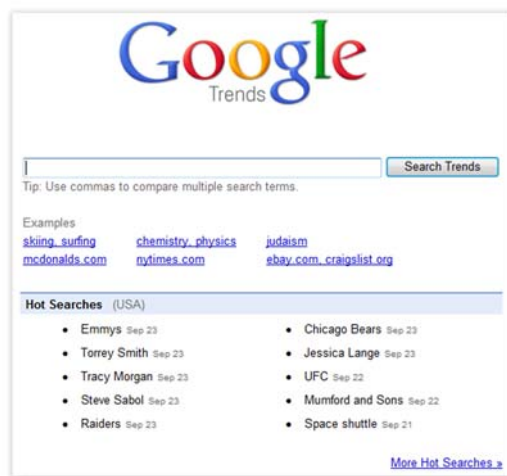 Google
Trends
Search Trends
Tip: Use commas to compare multiple search terms.
Examples
skiing, surfing chemistry, physics judaism
mcdonalds.com nytimes.com ebay.com, craigslist.org
Hot Searches (USA)
• Emmys Sep 23 • Chicago Bears Sep 23
• Torrey Smith Sep 23 • Jessica Lange Sep 23
• Tracy Morgan Sep 23 • UFC Sep 22
• Steve Sabol Sep 23 • Mumford and Sons Sep 22
• Raiders Sep 23 • Space shuttle Sep 21
More Hot Searches »